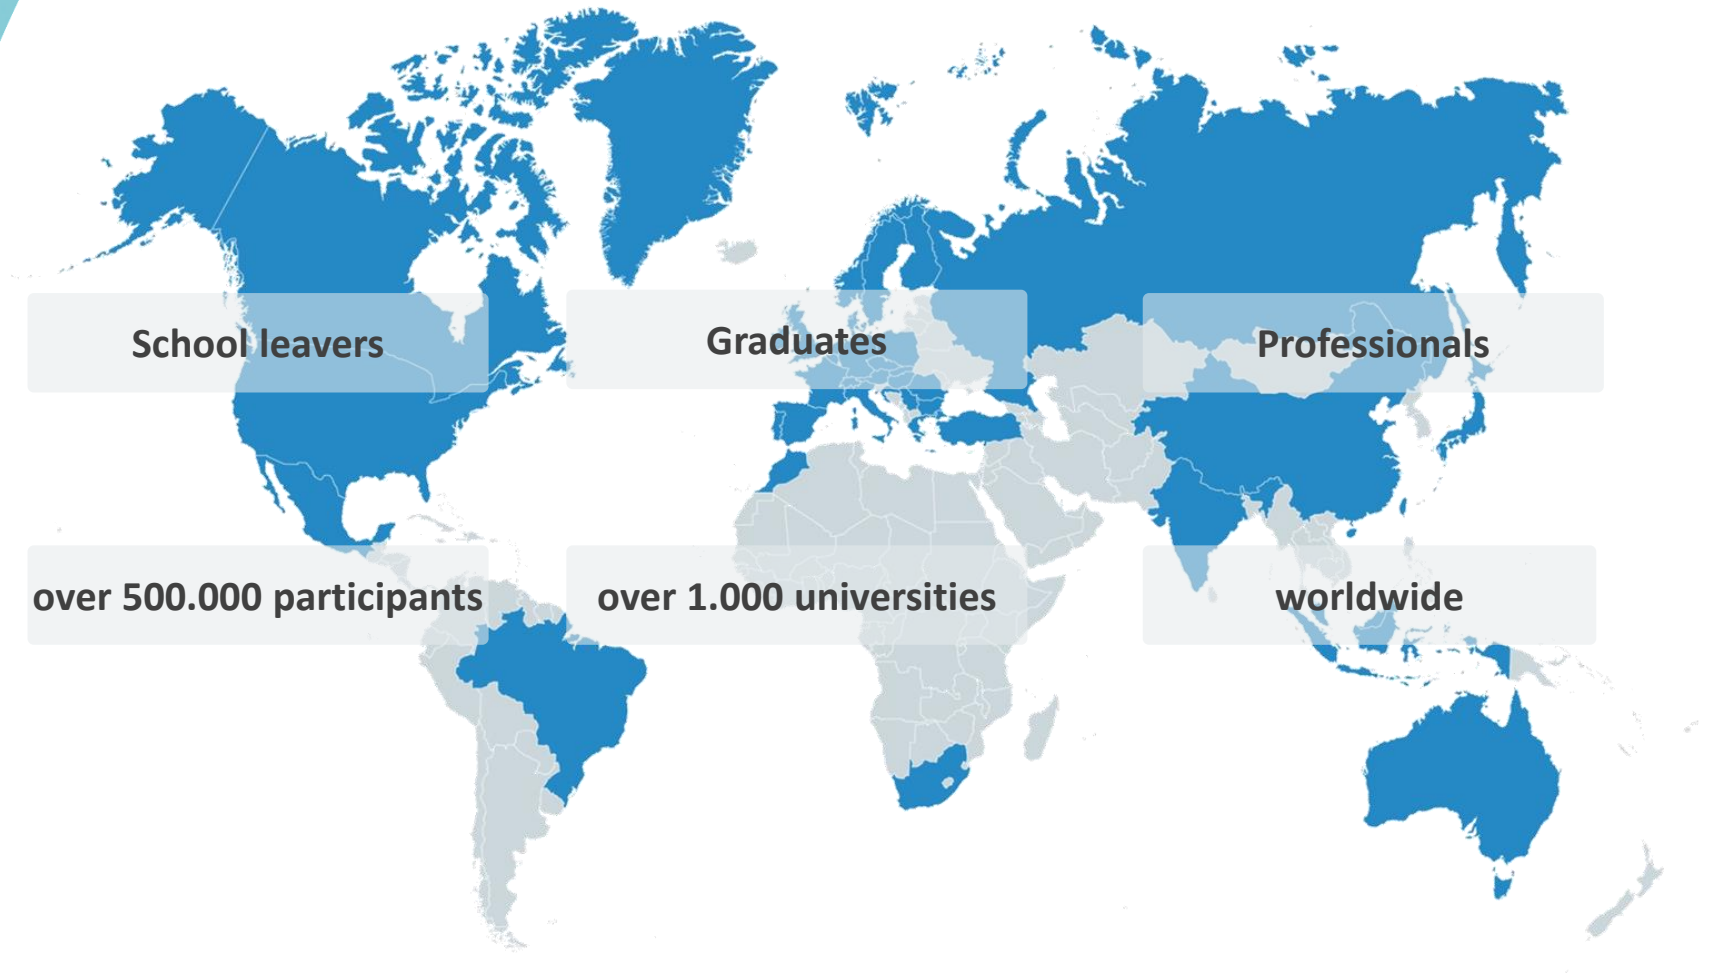 School leavers
Graduates
Professionals
over 500.000 participants
over 1.000 universities
worldwide